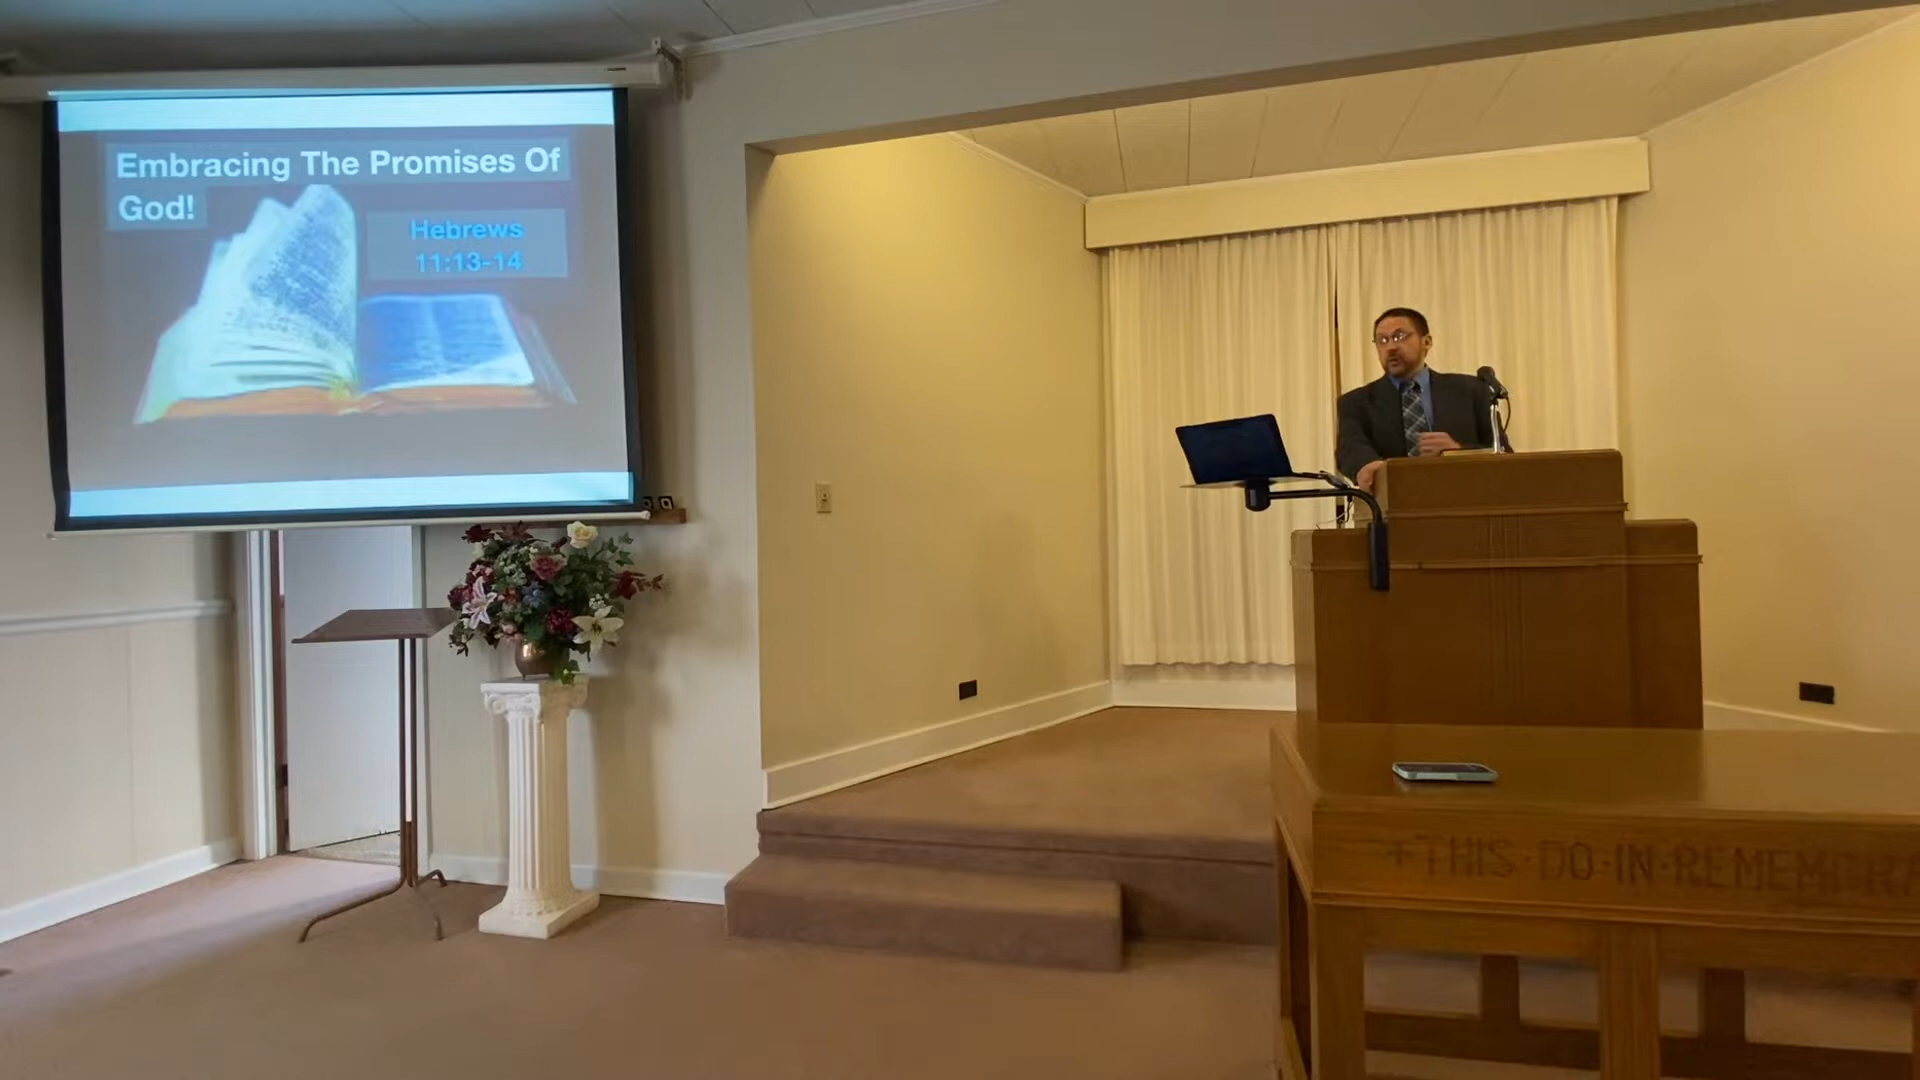 Embracing The Promises Of
God!
Hebrews
11:13-14
+THIS·DO·IN·REMEMBRA